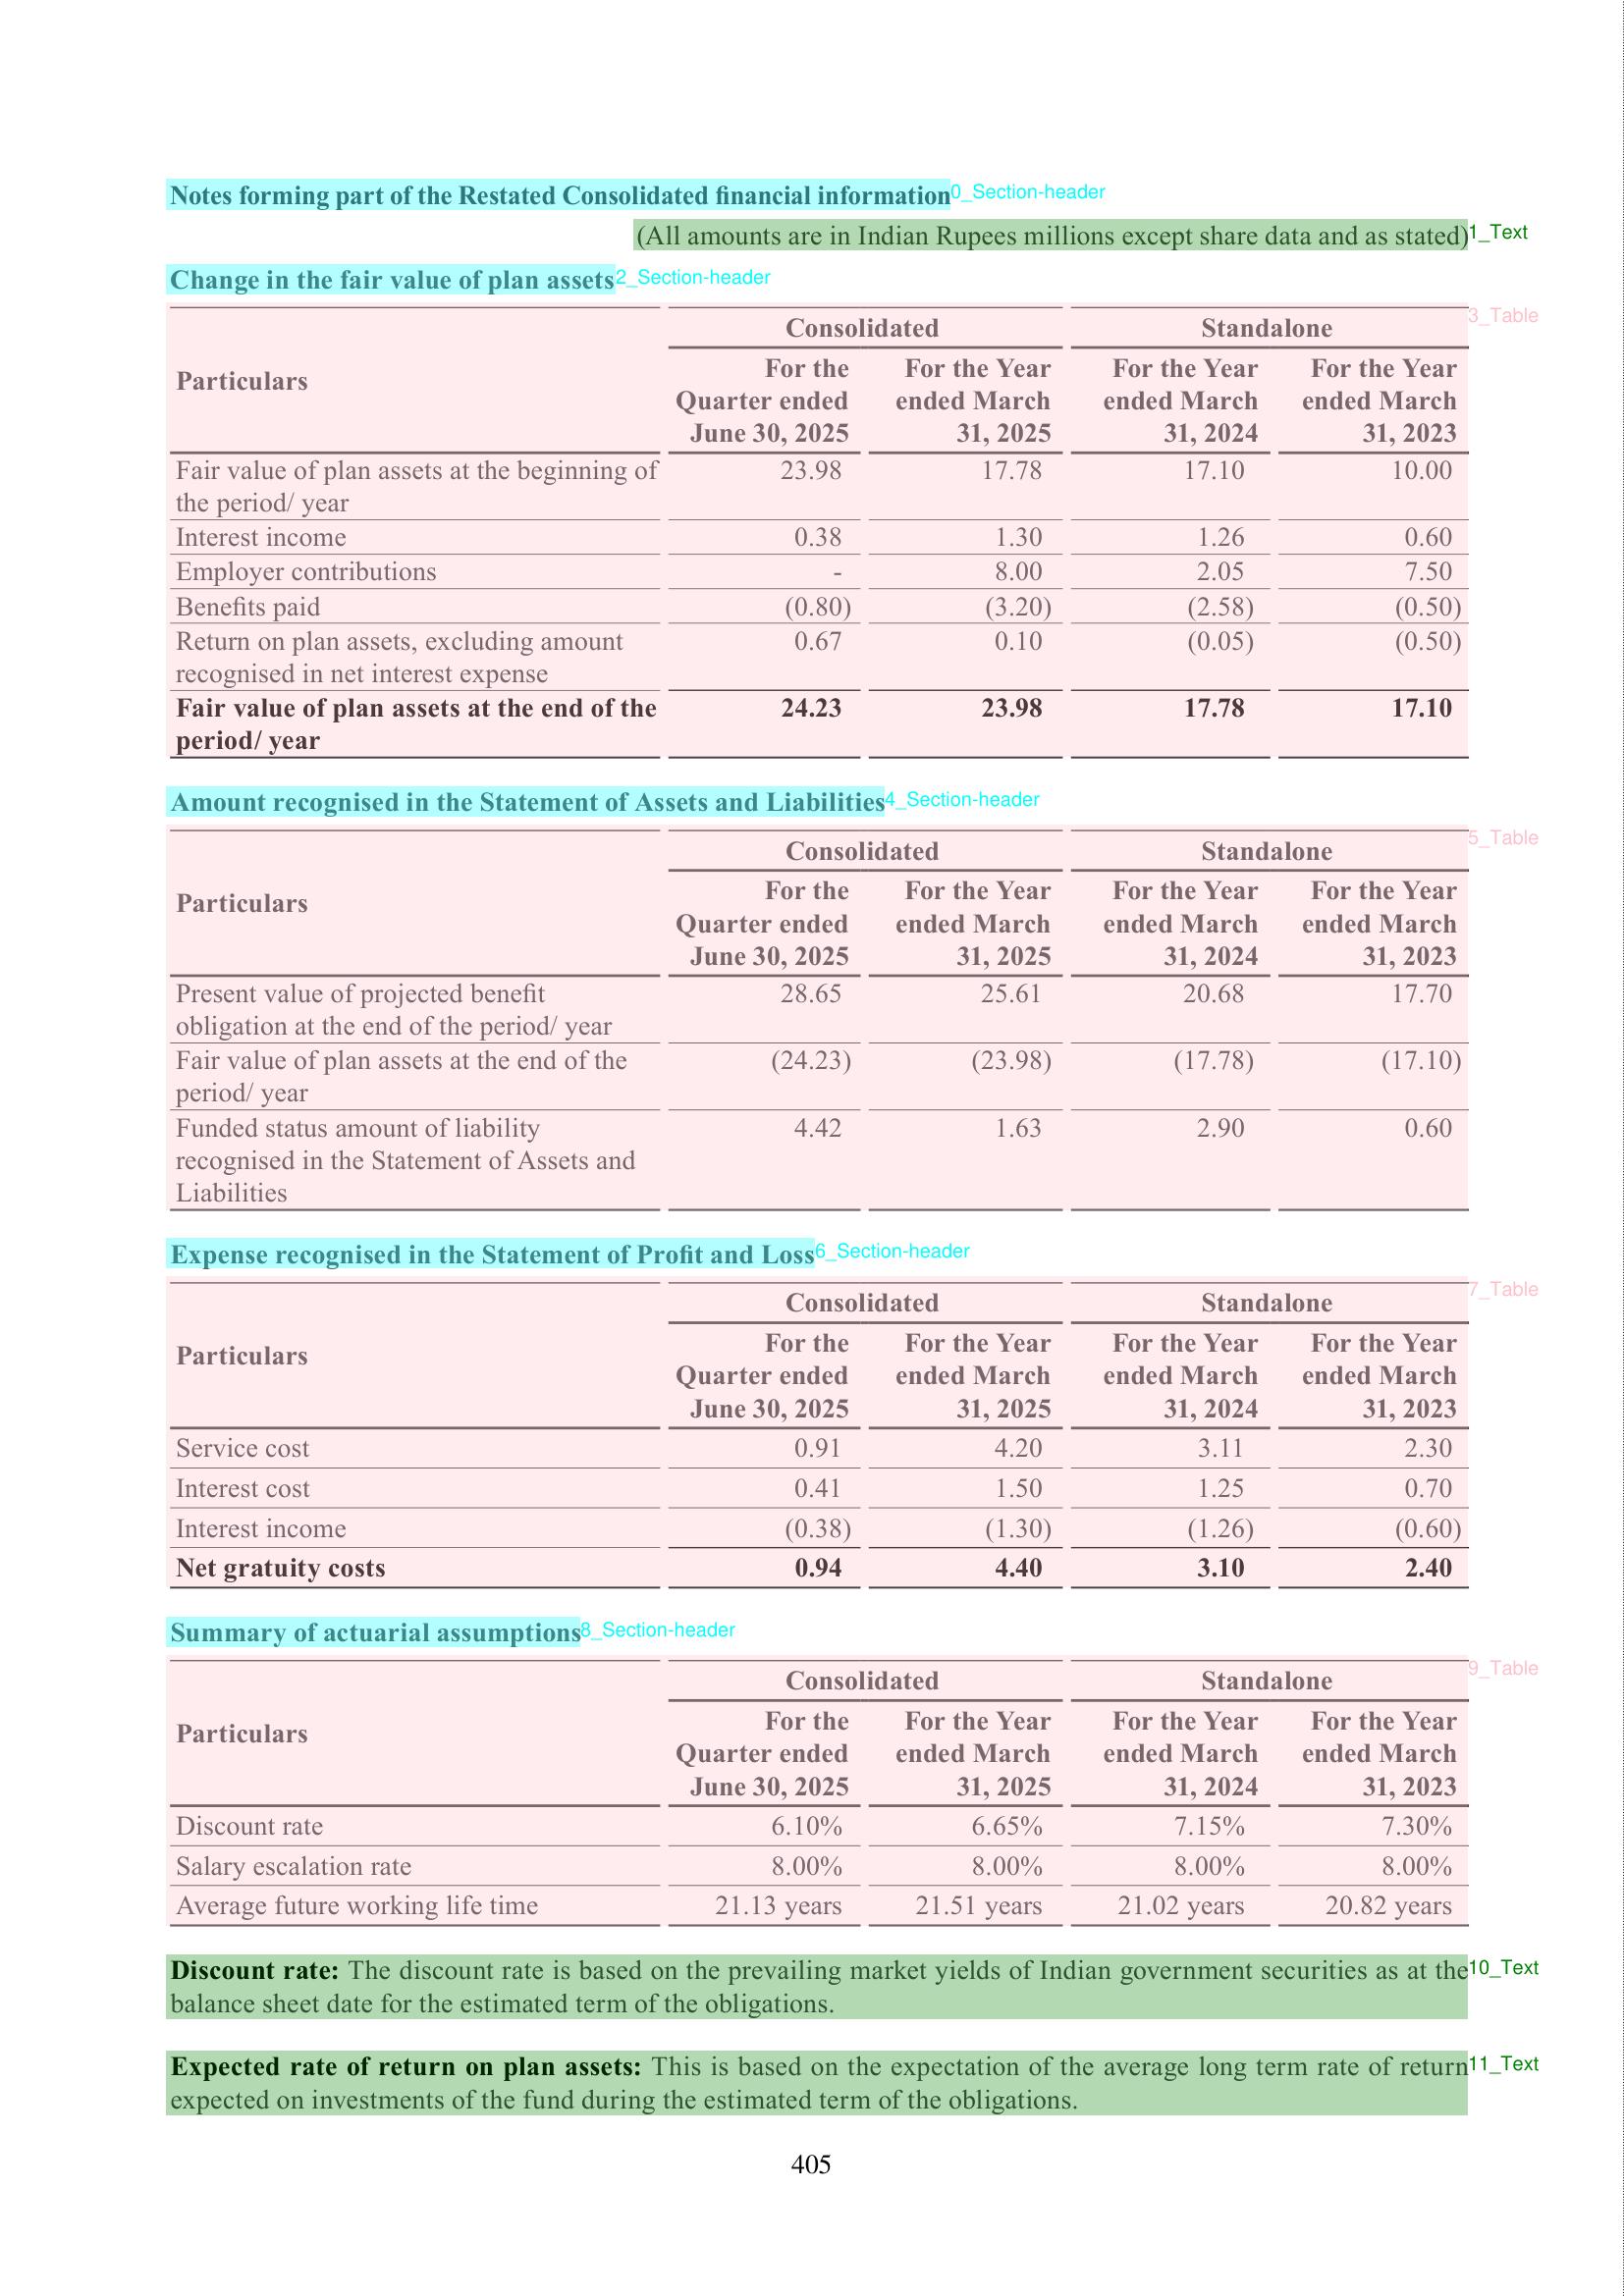 Notes forming part of the Restated Consolidated financial information 0_Section-header
(All amounts are in Indian Rupees millions except share data and as stated) 1_Text
Change in the fair value of plan assets 2_Section-header
3_Table
Particulars Consolidated Standalone
For the Quarter ended June 30, 2025 For the Year ended March 31, 2025 For the Year ended March 31, 2024 For the Year ended March 31, 2023
Fair value of plan assets at the beginning of the period/ year 23.98 17.78 17.10 10.00
Interest income 0.38 1.30 1.26 0.60
Employer contributions - 8.00 2.05 7.50
Benefits paid (0.80) (3.20) (2.58) (0.50)
Return on plan assets, excluding amount recognised in net interest expense 0.67 0.10 (0.05) (0.50)
Fair value of plan assets at the end of the period/ year 24.23 23.98 17.78 17.10
Amount recognised in the Statement of Assets and Liabilities 4_Section-header
5_Table
Particulars Consolidated Standalone
For the Quarter ended June 30, 2025 For the Year ended March 31, 2025 For the Year ended March 31, 2024 For the Year ended March 31, 2023
Present value of projected benefit obligation at the end of the period/ year 28.65 25.61 20.68 17.70
Fair value of plan assets at the end of the period/ year (24.23) (23.98) (17.78) (17.10)
Funded status amount of liability recognised in the Statement of Assets and Liabilities 4.42 1.63 2.90 0.60
Expense recognised in the Statement of Profit and Loss 6_Section-header
7_Table
Particulars Consolidated Standalone
For the Quarter ended June 30, 2025 For the Year ended March 31, 2025 For the Year ended March 31, 2024 For the Year ended March 31, 2023
Service cost 0.91 4.20 3.11 2.30
Interest cost 0.41 1.50 1.25 0.70
Interest income (0.38) (1.30) (1.26) (0.60)
Net gratuity costs 0.94 4.40 3.10 2.40
Summary of actuarial assumptions 8_Section-header
9_Table
Particulars Consolidated Standalone
For the Quarter ended June 30, 2025 For the Year ended March 31, 2025 For the Year ended March 31, 2024 For the Year ended March 31, 2023
Discount rate 6.10% 6.65% 7.15% 7.30%
Salary escalation rate 8.00% 8.00% 8.00% 8.00%
Average future working life time 21.13 years 21.51 years 21.02 years 20.82 years
Discount rate: The discount rate is based on the prevailing market yields of Indian government securities as at the 10_Text
balance sheet date for the estimated term of the obligations.
Expected rate of return on plan assets: This is based on the expectation of the average long term rate of return 11_Text
expected on investments of the fund during the estimated term of the obligations.
405